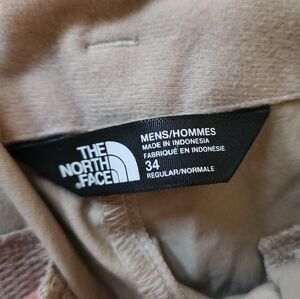 THE
NORTH
FACE
MENS/HOMMES
MADE IN INDONESIA
FABRIQUÉ EN INDONÉSIE
34
REGULAR/NORMALE